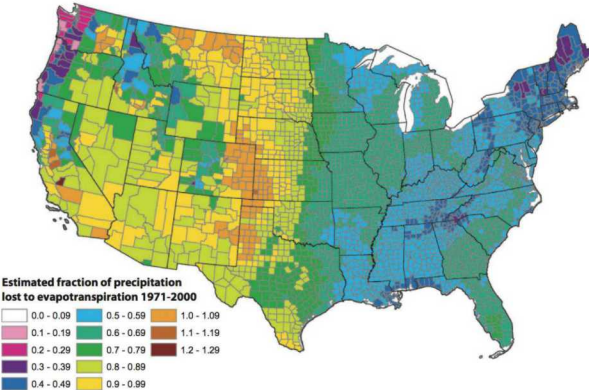 Estimated fraction of precipitation
lost to evapotranspiration 1971-2000
0.0 - 0.09 0.5 - 0.59 1.0 - 1.09
0.1 - 0.19 0.6 - 0.69 1.1 - 1.19
0.2 - 0.29 0.7 - 0.79 1.2 - 1.29
0.3 - 0.39 0.8 - 0.89
0.4 - 0.49 0.9 - 0.99